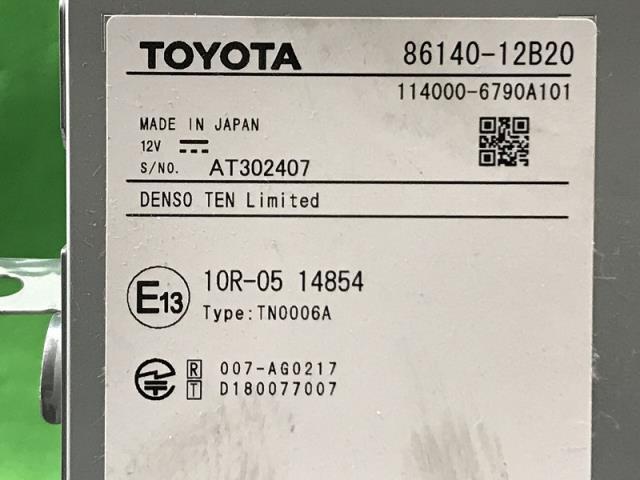 TOYOTA 86140-12B20
114000-6790A101
MADE IN JAPAN
12V
S/NO. AT302407
DENSO TEN Limited
E13 10R-05 14854
Type:TN0006A
R 007-AG0217
T D180077007